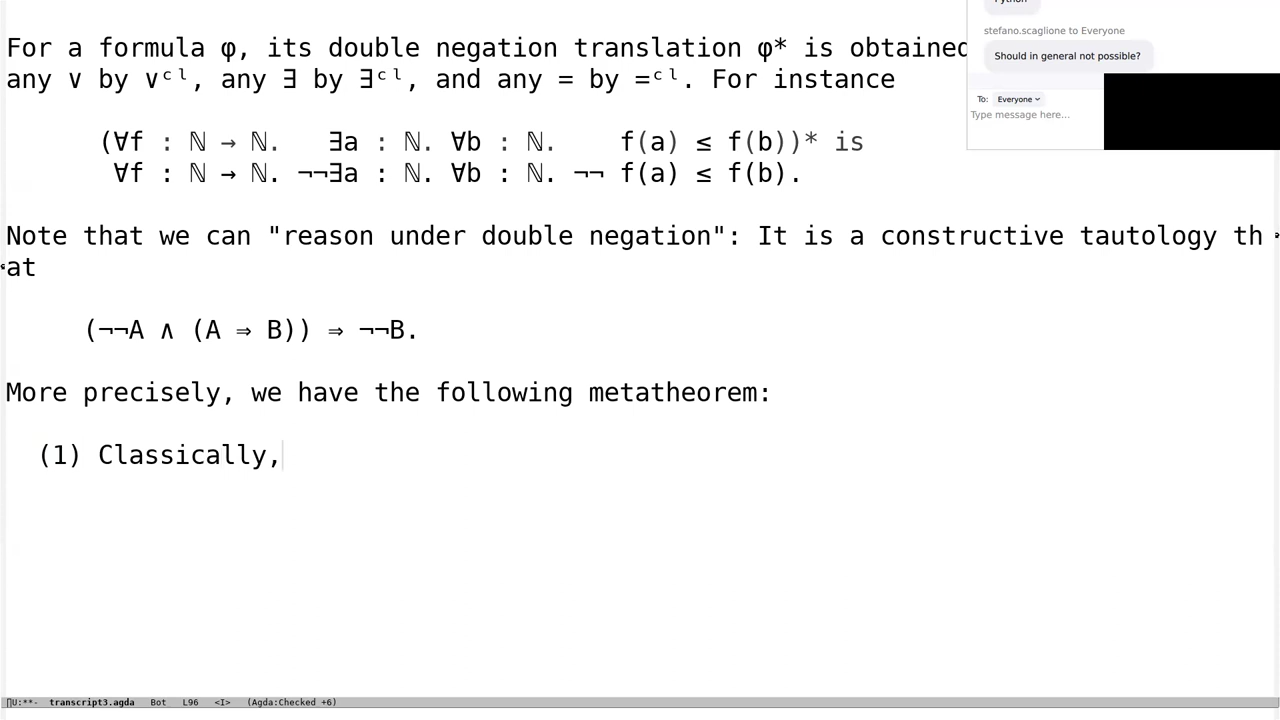 Python
stefano.scaglione to Everyone
Should in general not possible?
To: Everyone
Type message here...
For a formula φ, its double negation translation φ* is obtained
any ∨ by ∨ᶜˡ, any ∃ by ∃ᶜˡ, and any = by =ᶜˡ. For instance
(∀f : ℕ → ℕ. ∃a : ℕ. ∀b : ℕ. f(a) ≤ f(b))* is
∀f : ℕ → ℕ. ¬¬∃a : ℕ. ∀b : ℕ. ¬¬ f(a) ≤ f(b).
Note that we can "reason under double negation": It is a constructive tautology th
at
(¬¬A ∧ (A ⇒ B)) ⇒ ¬¬B.
More precisely, we have the following metatheorem:
(1) Classically,
U:**- transcript3.agda Bot L96 <I> (Agda:Checked +6)